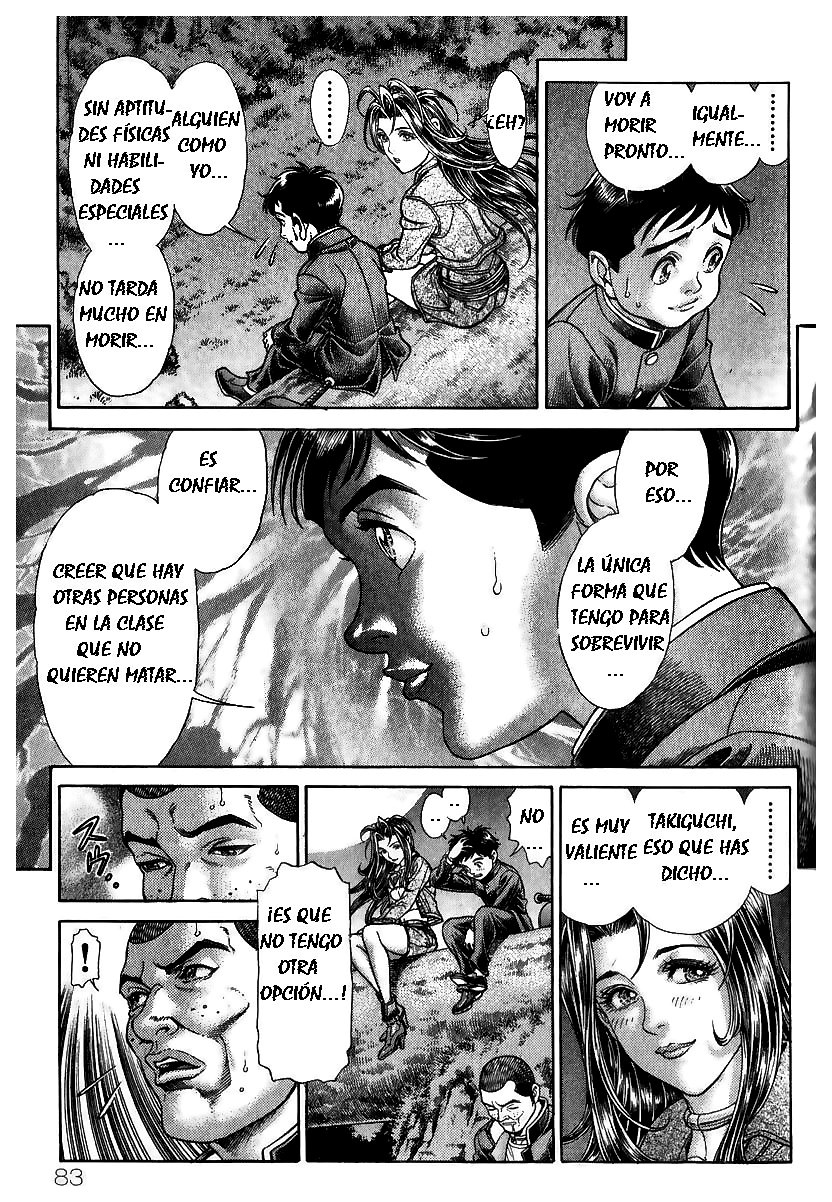 ......
IGUAL-
MENTE...
VOY A
MORIR
PRONTO...
¿EH?
......
ALGUIEN
COMO
YO...
SIN APTITU-
DES FÍSICAS
NI HABILI-
DADES
ESPECIALES
...
NO TARDA
MUCHO EN
MORIR...
POR
ESO...
LA ÚNICA
FORMA QUE
TENGO PARA
SOBREVIVIR
...
ES
CONFIAR...
CREER QUE HAY
OTRAS PERSONAS
EN LA CLASE
QUE NO
QUIEREN MATAR...
......
TAKIGUCHI,
ESO QUE HAS
DICHO...
ES MUY
VALIENTE
...
NO
...
....
¡ES QUE
NO TENGO
OTRA
OPCIÓN...!
スゥ…
!
83